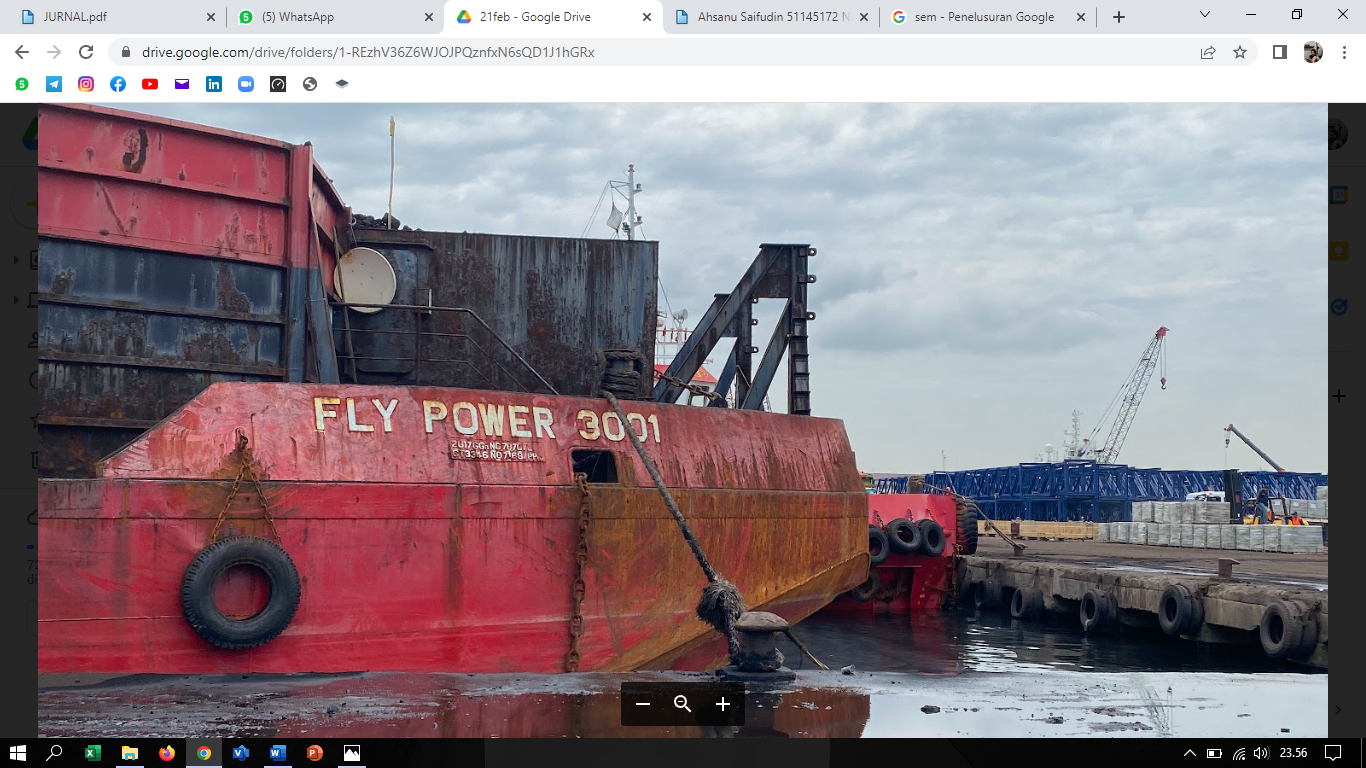 JURNAL.pdf
(5) WhatsApp
21feb - Google Drive
Ahsanu Saifudin 51145172 N
sem - Penelusuran Google
drive.google.com/drive/folders/1-REzhV36Z6WJOJPQznfxN6sQD1J1hGRx
FLY POWER 3001
23.56